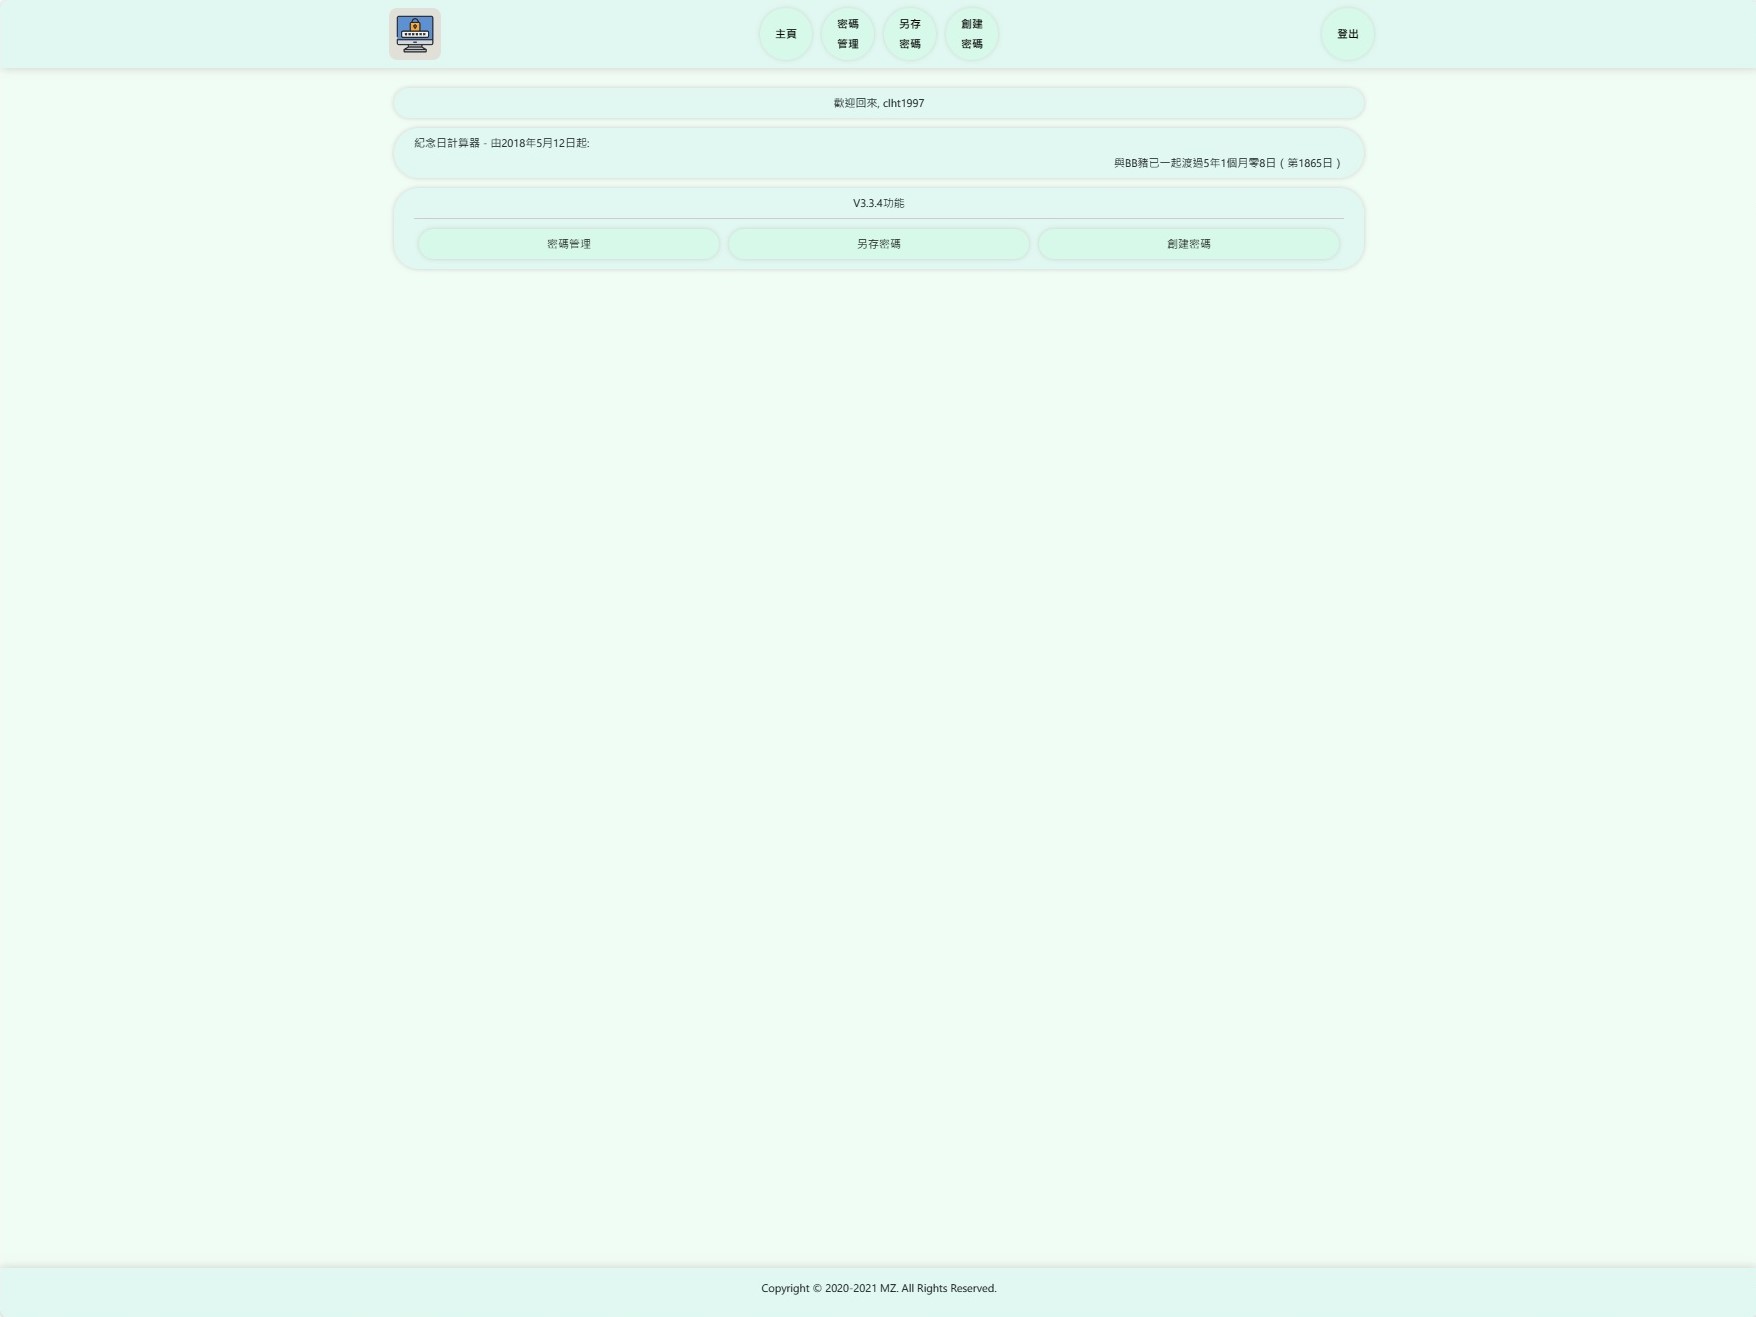 主頁
密碼
管理
另存
密碼
創建
密碼
登出
歡迎回來, clht1997
紀念日計算器 - 由2018年5月12日起:
與BB豬已一起渡過5年1個月零8日 ( 第1865日 )
V3.3.4功能
密碼管理
另存密碼
創建密碼
Copyright © 2020-2021 MZ. All Rights Reserved.